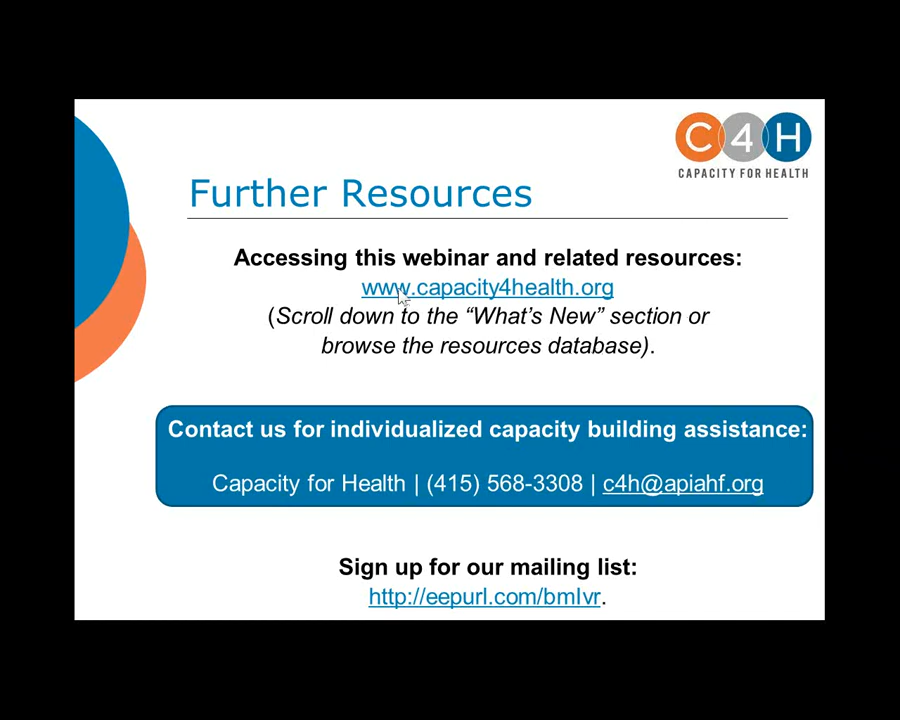 C4H
CAPACITY FOR HEALTH
Further Resources
Accessing this webinar and related resources:
www.capacity4health.org
(Scroll down to the “What’s New” section or
browse the resources database).
Contact us for individualized capacity building assistance:
Capacity for Health | (415) 568-3308 | c4h@apiahf.org
Sign up for our mailing list:
http://eepurl.com/bmIvr.